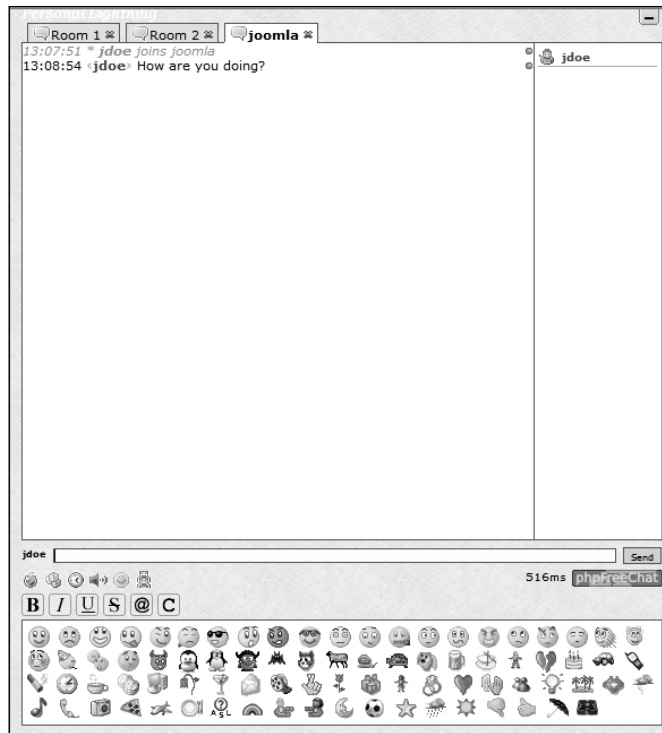 Personal Lightning
Room 1 Room 2 joomla
13:07:51 * jdoe joins joomla
13:08:54 <jdoe> How are you doing?
jdoe
jdoe
Send
516ms phpFreeChat
B I U S @ C
? ASL